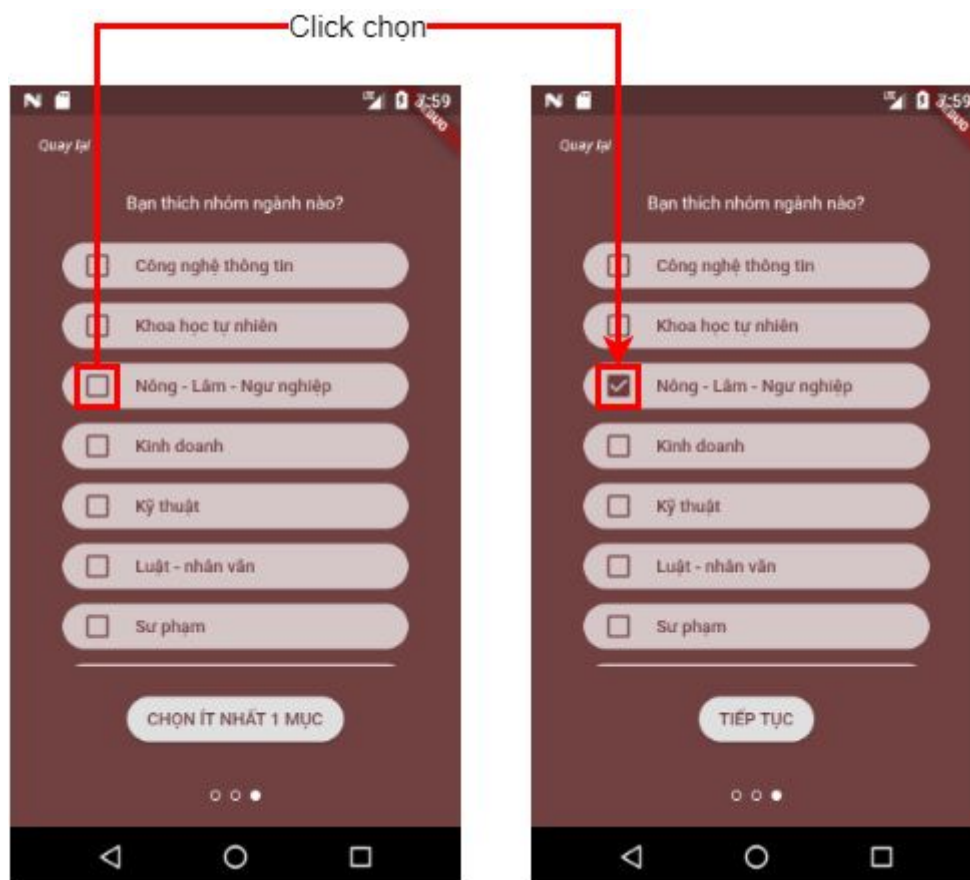 Click chọn
7:59
Quay lại
Bạn thích nhóm ngành nào?
Công nghệ thông tin
Khoa học tự nhiên
Nông - Lâm - Ngư nghiệp
Kinh doanh
Kỹ thuật
Luật - nhân văn
Sư phạm
CHỌN ÍT NHẤT 1 MỤC
7:59
Quay lại
Bạn thích nhóm ngành nào?
Công nghệ thông tin
Khoa học tự nhiên
Nông - Lâm - Ngư nghiệp
Kinh doanh
Kỹ thuật
Luật - nhân văn
Sư phạm
TIẾP TỤC